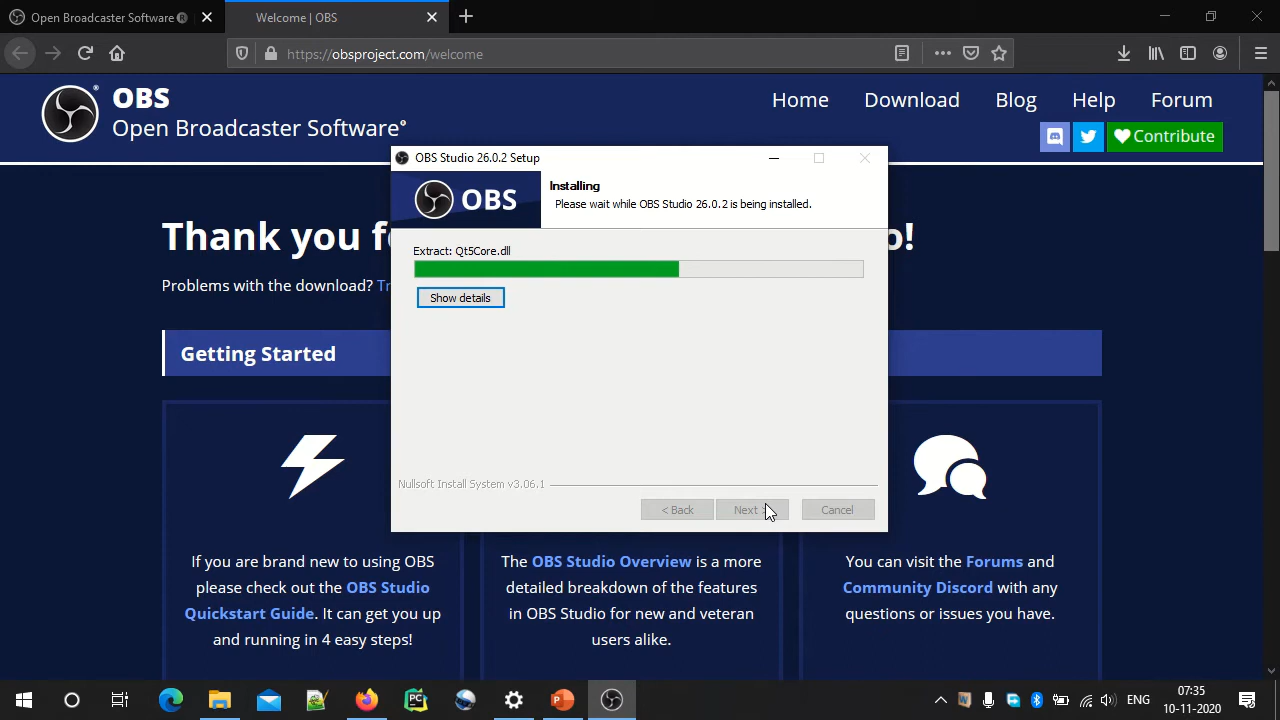 Open Broadcaster Software®
Welcome | OBS
https://obsproject.com/welcome
OBS
Open Broadcaster Software®
Home
Download
Blog
Help
Forum
Contribute
OBS Studio 26.0.2 Setup
OBS
Installing
Please wait while OBS Studio 26.0.2 is being installed.
Thank you f
o!
Problems with the download? Tr
Extract: Qt5Core.dll
Show details
Getting Started
Nullsoft Install System v3.06.1
< Back
Next >
Cancel
If you are brand new to using OBS
please check out the OBS Studio
Quickstart Guide. It can get you up
and running in 4 easy steps!
The OBS Studio Overview is a more
detailed breakdown of the features
in OBS Studio for new and veteran
users alike.
You can visit the Forums and
Community Discord with any
questions or issues you have.
ENG
07:35
10-11-2020
3